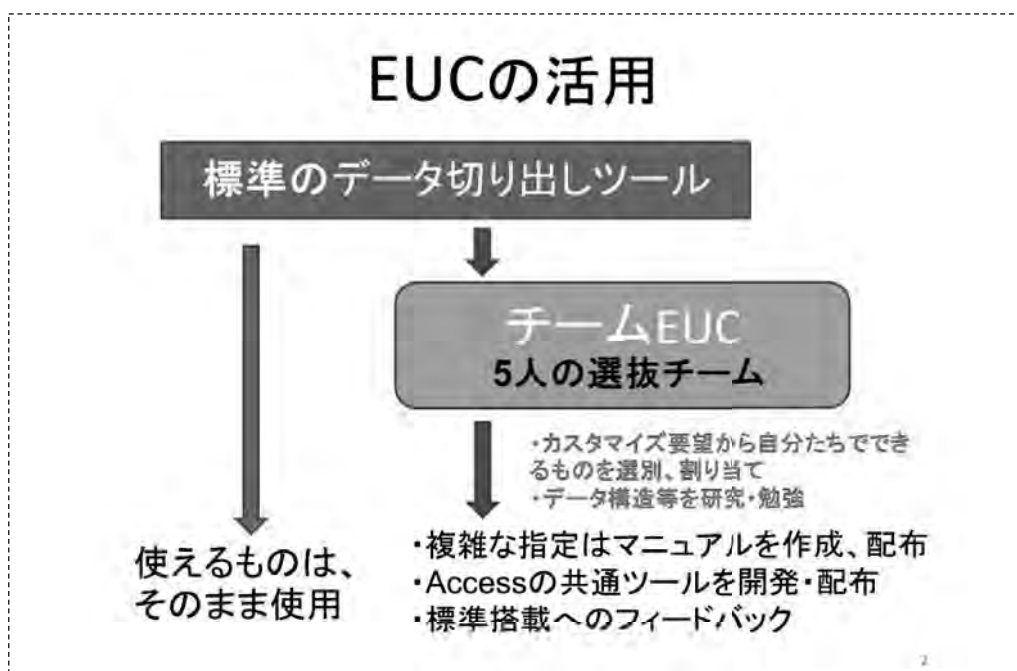 EUCの活用
標準のデータ切り出しツール
チームEUC
5人の選抜チーム
・カスタマイズ要望から自分たちででき
るものを選別、割り当て
・データ構造等を研究・勉強
使えるものは、
そのまま使用
・複雑な指定はマニュアルを作成、配布
・Accessの共通ツールを開発・配布
・標準搭載へのフィードバック
2